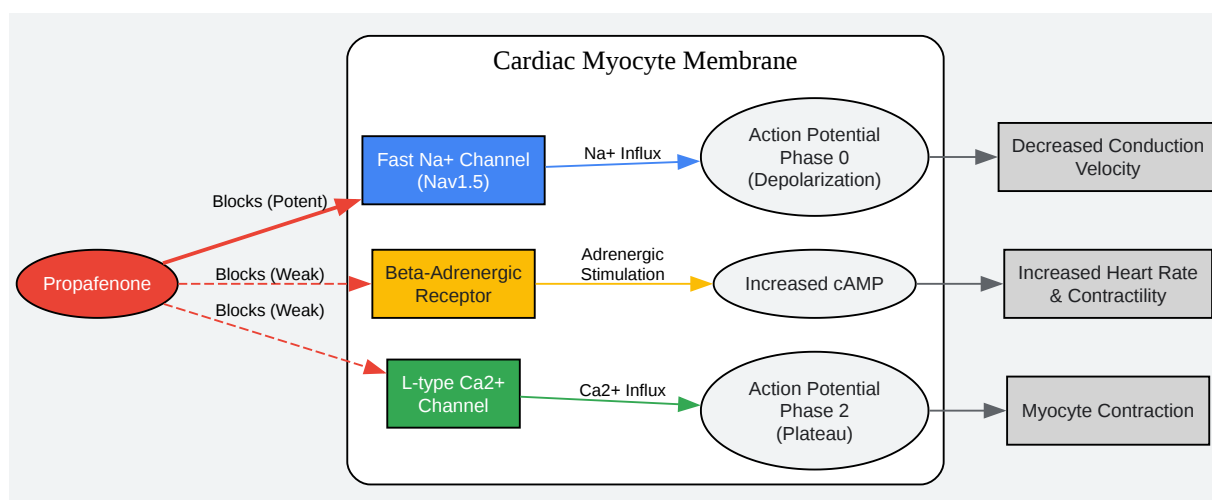 Cardiac Myocyte Membrane
Propafenone
Blocks (Potent)
Blocks (Weak)
Blocks (Weak)
Fast Na+ Channel
(Nav1.5)
Na+ Influx
Action Potential
Phase 0
(Depolarization)
Decreased Conduction
Velocity
Beta-Adrenergic
Receptor
Adrenergic
Stimulation
Increased cAMP
Increased Heart Rate
& Contractility
L-type Ca2+
Channel
Ca2+ Influx
Action Potential
Phase 2
(Plateau)
Myocyte Contraction